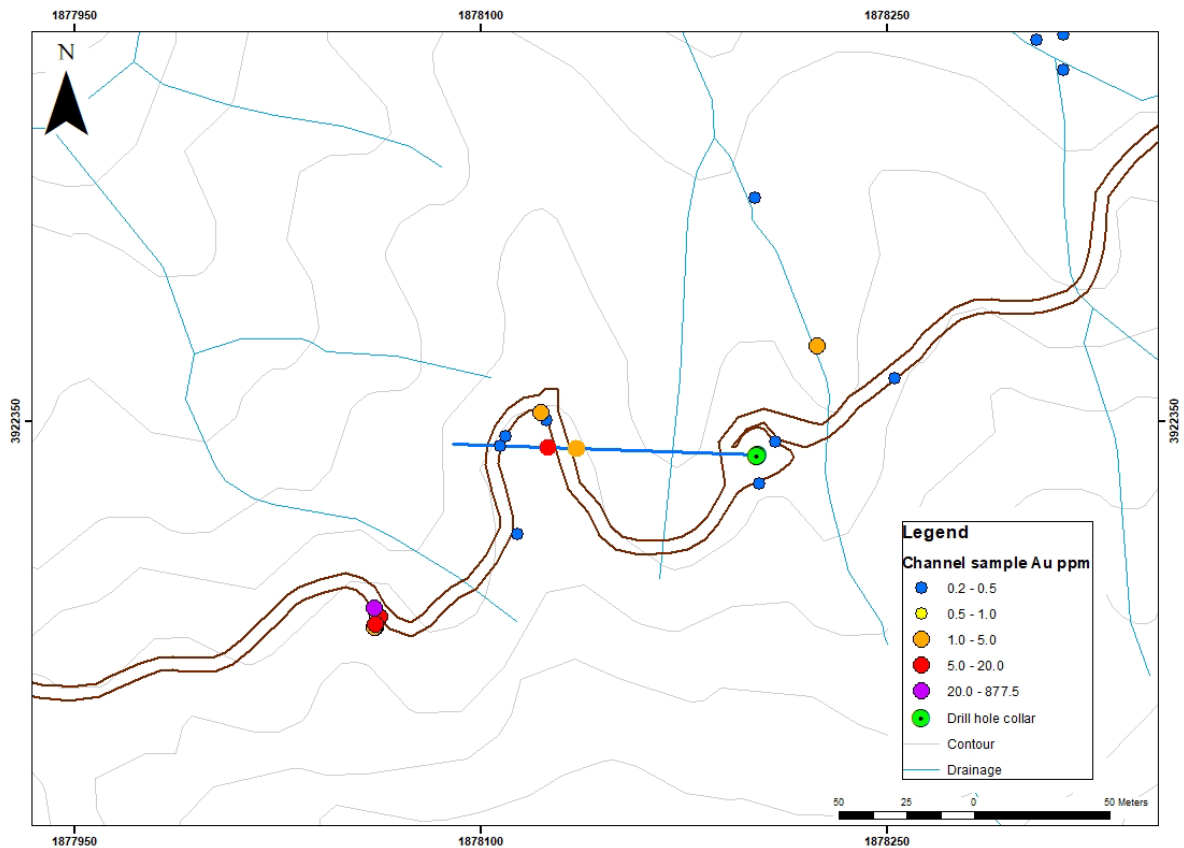 1877950 1878100 1878250
N
3922350 3922350
Legend
Channel sample Au ppm
0.2 - 0.5
0.5 - 1.0
1.0 - 5.0
5.0 - 20.0
20.0 - 877.5
Drill hole collar
Contour
Drainage
50 25 0 50 Meters
1877950 1878100 1878250